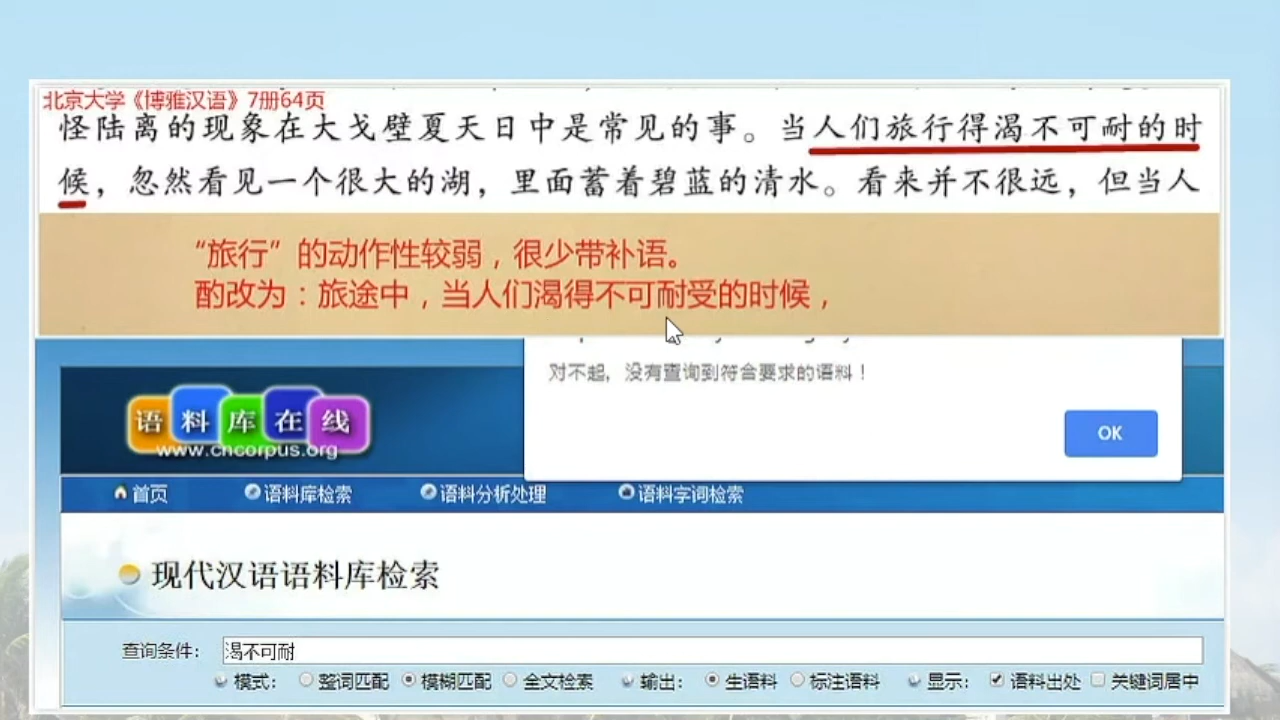 北京大学《博雅汉语》7册64页
怪陆离的现象在大戈壁夏天日中是常见的事。当人们旅行得渴不可耐的时
候，忽然看见一个很大的湖，里面蓄着碧蓝的清水。看来并不很远，但当人
“旅行”的动作性较弱，很少带补语。
酌改为：旅途中，当人们渴得不可耐受的时候，
对不起，没有查询到符合要求的语料！
OK
语料库在线
www.cncorpus.org
首页 语料库检索 语料分析处理 语料字词检索
现代汉语语料库检索
查询条件： 渴不可耐
模式： 整词匹配 模糊匹配 全文检索 输出： 生语料 标注语料 显示： 语料出处 关键词居中